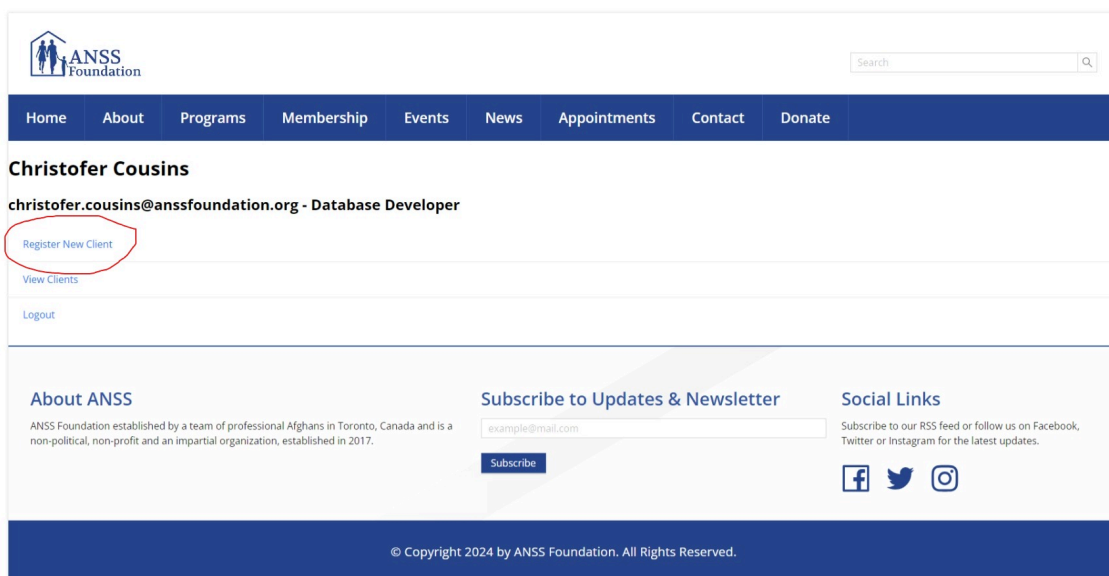 ANSS
Foundation
Search
Home About Programs Membership Events News Appointments Contact Donate
Christofer Cousins
christofer.cousins@anssfoundation.org - Database Developer
Register New Client
View Clients
Logout
About ANSS
ANSS Foundation established by a team of professional Afghans in Toronto, Canada and is a
non-political, non-profit and an impartial organization, established in 2017.
Subscribe to Updates & Newsletter
example@mail.com
Subscribe
Social Links
Subscribe to our RSS feed or follow us on Facebook,
Twitter or Instagram for the latest updates.
© Copyright 2024 by ANSS Foundation. All Rights Reserved.